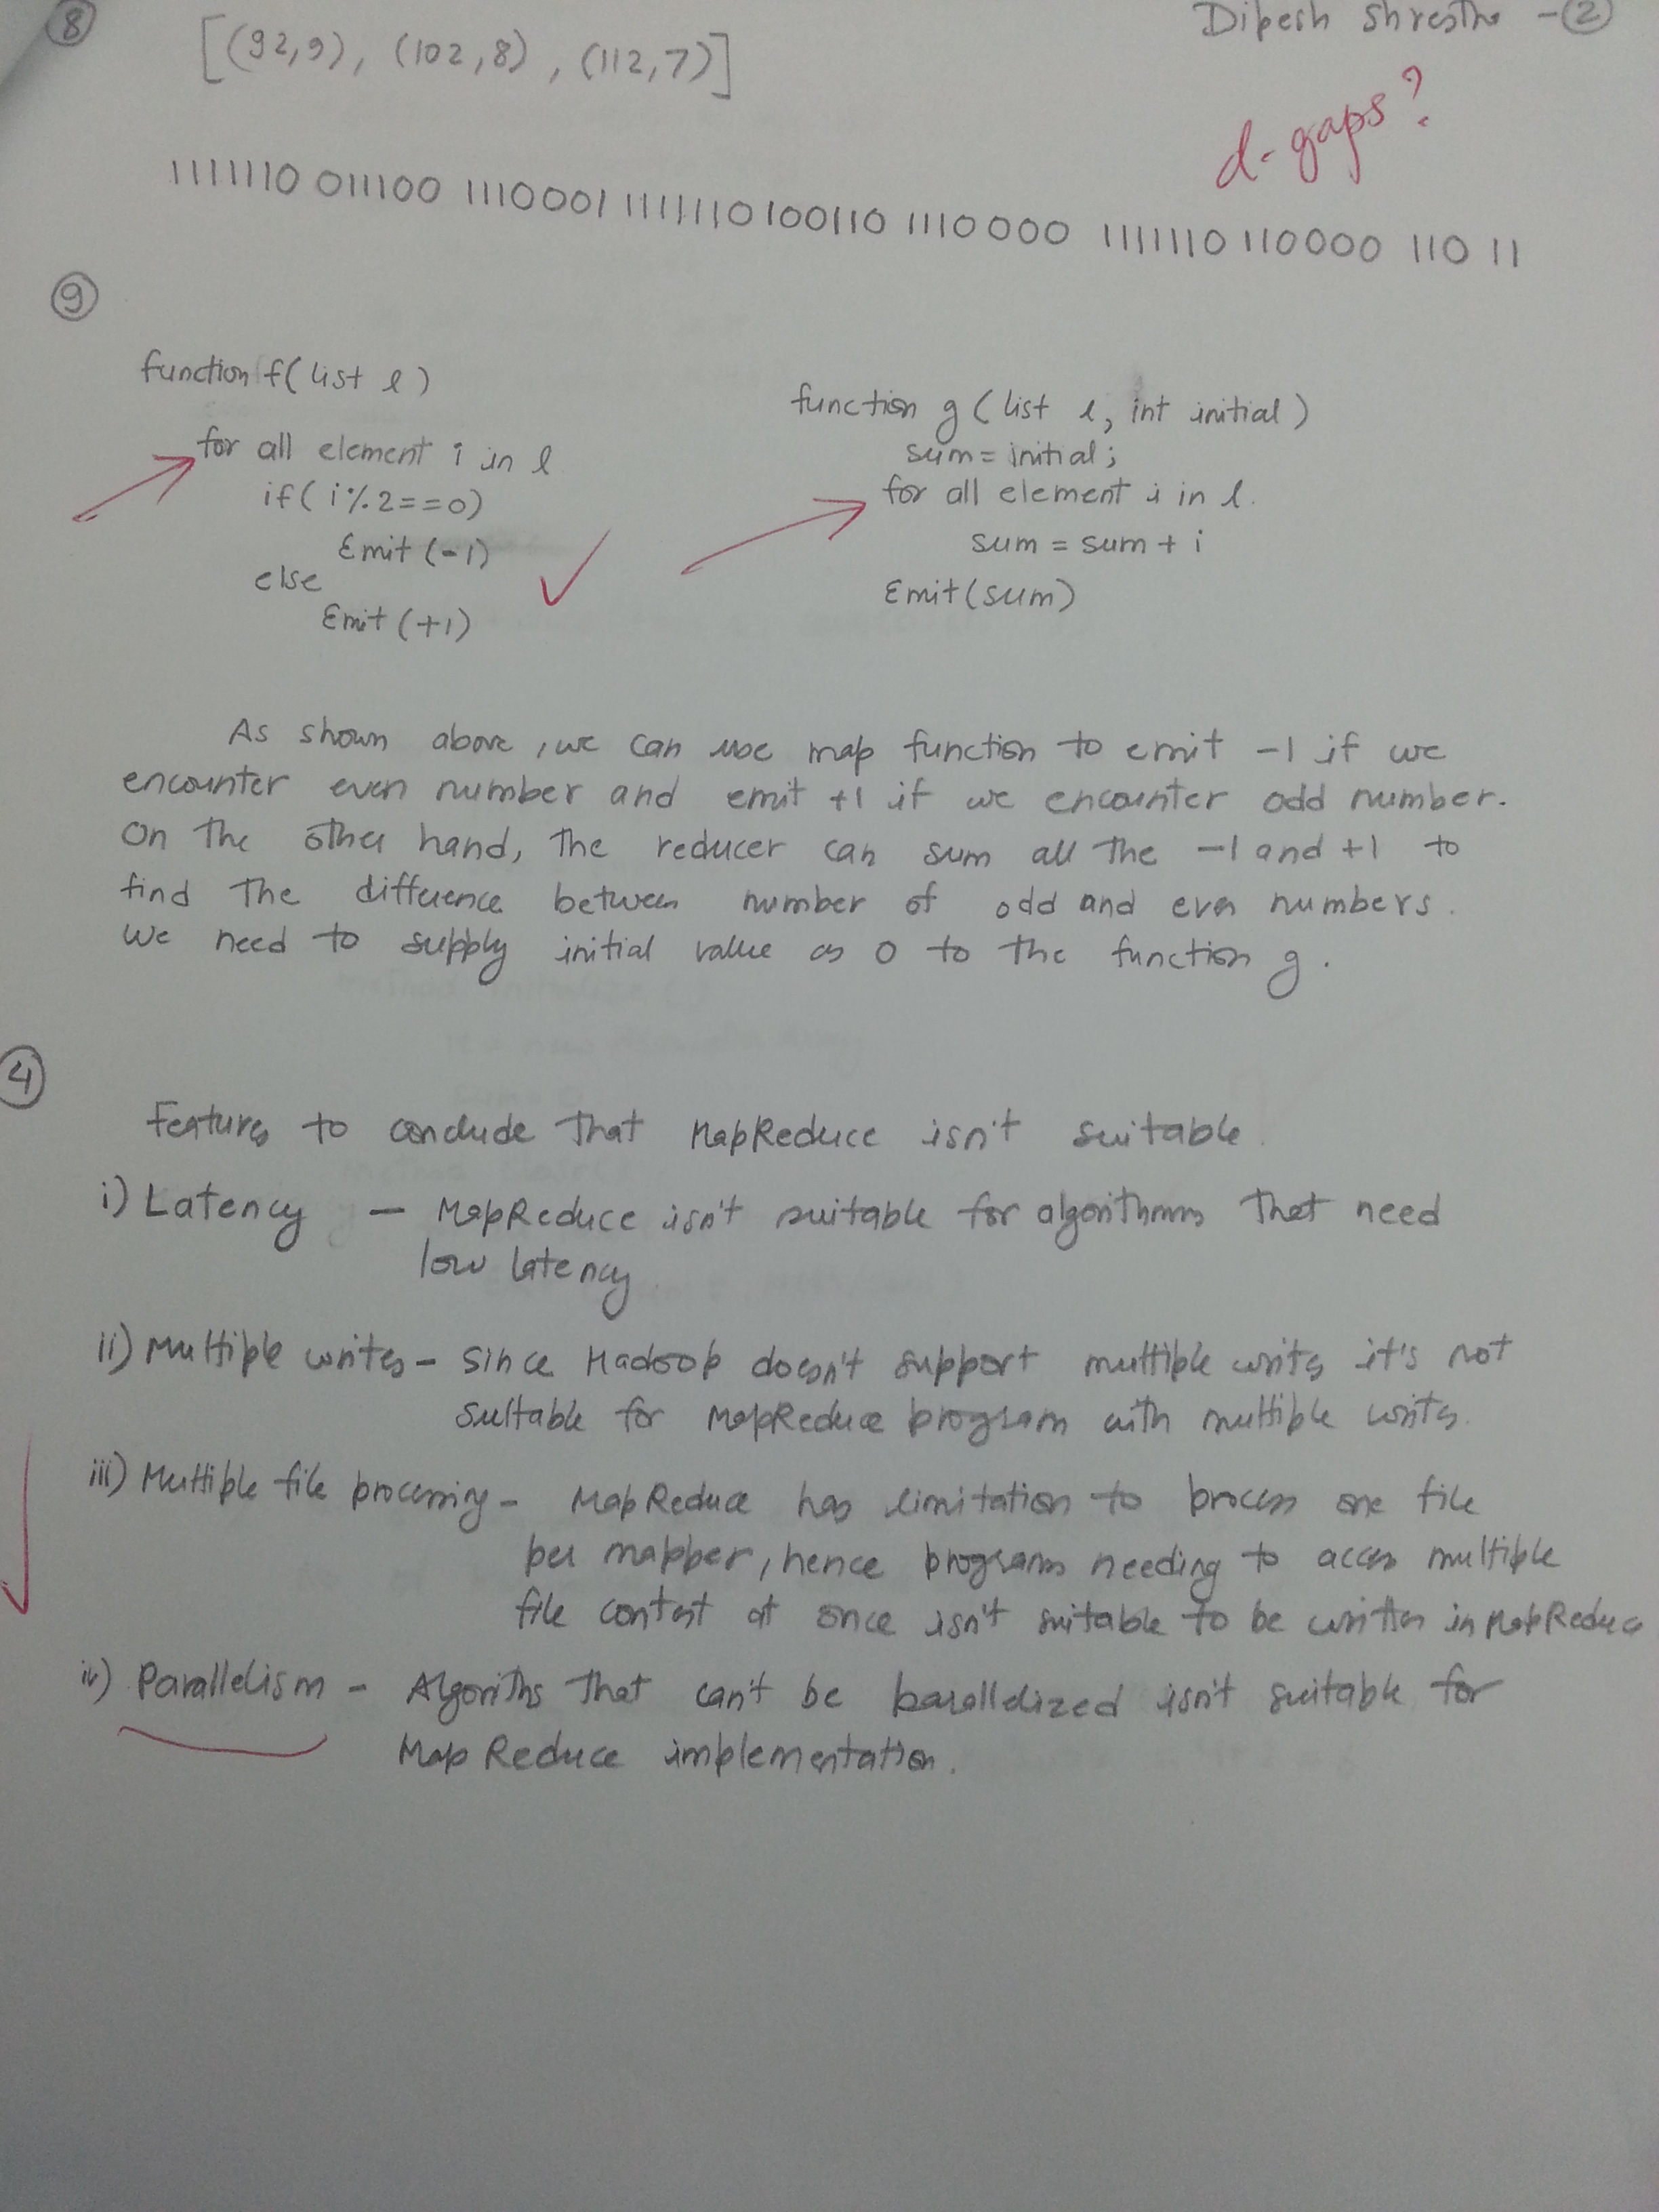 Dipesh Shrestha - ②
⑧ [(92,9), (102,8), (112,7)]
d-gaps?
1111110 011100 1110001 1111110100110 1110000 1111110 110000 110 11
⑨
function f(list l)
for all element i in l
if(i%2==0)
Emit(-1)
else
Emit(+1)
function g(list l, int initial)
sum=initial;
for all element i in l.
sum = sum + i
Emit(sum)
As shown above, we can use map function to emit -1 if we
encounter even number and emit +1 if we encounter odd number.
On the other hand, the reducer can sum all the -1 and +1 to
find the difference between number of odd and even numbers.
We need to supply initial value as 0 to the function g.
④
Features to conclude that MapReduce isn't suitable.
i) Latency - MapReduce isn't suitable for algorithms that need
low latency
ii) Multiple writes - Since Hadoop doesn't support multiple writes it's not
suitable for MapReduce program with multiple writes.
iii) Multiple file processing - MapReduce has limitation to process one file
per mapper, hence programs needing to access multiple
file content at once isn't suitable to be written in MapReduce
iv) Parallelism - Algoriths that can't be parallelized isn't suitable for
MapReduce implementation.